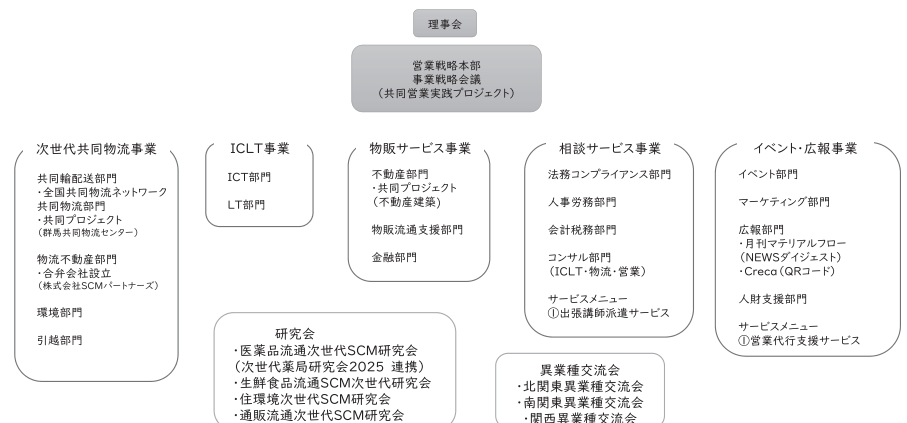 理事会
営業戦略本部
事業戦略会議
（共同営業実践プロジェクト）
次世代共同物流事業
共同輸配送部門
・全国共同物流ネットワーク
共同物流部門
・共同プロジェクト
（群馬共同物流センター）
物流不動産部門
・合弁会社設立
（株式会社SCMパートナーズ）
環境部門
引越部門
ICLT事業
ICT部門
LT部門
物販サービス事業
不動産部門
・共同プロジェクト
（不動産建築）
物販流通支援部門
金融部門
相談サービス事業
法務コンプライアンス部門
人事労務部門
会計税務部門
コンサル部門
（ICLT・物流・営業）
サービスメニュー
①出張講師派遣サービス
イベント・広報事業
イベント部門
マーケティング部門
広報部門
・月刊マテリアルフロー
（NEWSダイジェスト）
・Creca（QRコード）
人財支援部門
サービスメニュー
①営業代行支援サービス
研究会
・医薬品流通次世代SCM研究会
（次世代薬局研究会2025 連携）
・生鮮食品流通SCM次世代研究会
・住環境次世代SCM研究会
・通販流通次世代SCM研究会
異業種交流会
・北関東異業種交流会
・南関東異業種交流会
・関西異業種交流会